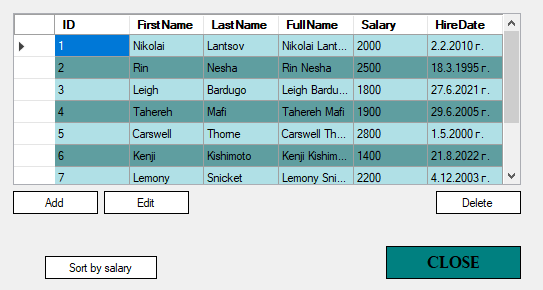 ID FirstName LastName FullName Salary HireDate
1 Nikolai Lantsov Nikolai Lant... 2000 2.2.2010 г.
2 Rin Nesha Rin Nesha 2500 18.3.1995 г.
3 Leigh Bardugo Leigh Bardu... 1800 27.6.2021 г.
4 Tahereh Mafi Tahereh Mafi 1900 29.6.2005 г.
5 Carswell Thorne Carswell Th... 2800 1.5.2000 г.
6 Kenji Kishimoto Kenji Kishim... 1400 21.8.2022 г.
7 Lemony Snicket Lemony Sni... 2200 4.12.2003 г.
Add Edit Delete
Sort by salary CLOSE